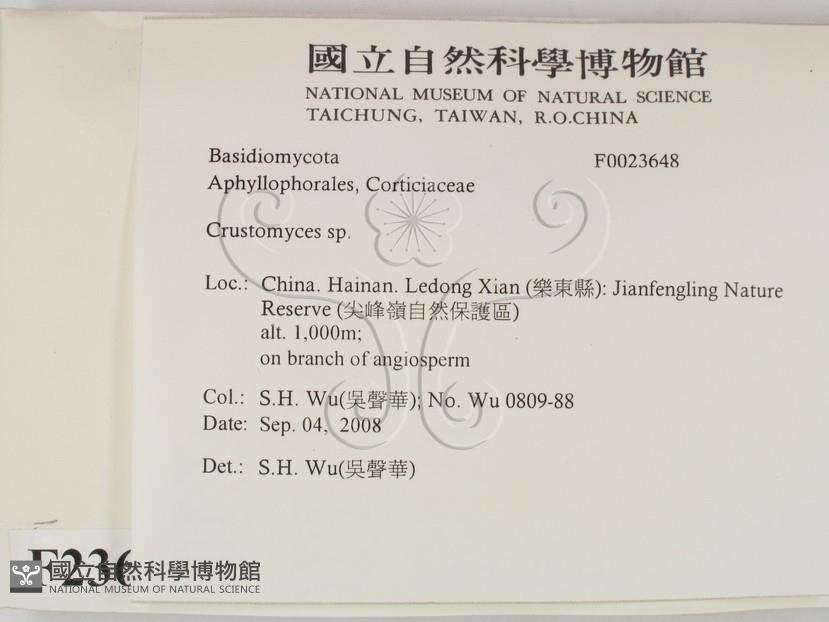 國立自然科學博物館
NATIONAL MUSEUM OF NATURAL SCIENCE
TAICHUNG, TAIWAN, R.O.CHINA
Basidiomycota F0023648
Aphyllophorales, Corticiaceae
Crustomyces sp.
Loc.: China. Hainan. Ledong Xian (樂東縣): Jianfengling Nature
Reserve (尖峰嶺自然保護區)
alt. 1,000m;
on branch of angiosperm
Col.: S.H. Wu(吳聲華); No. Wu 0809-88
Date: Sep. 04, 2008
Det.: S.H. Wu(吳聲華)
F236
國立自然科學博物館
NATIONAL MUSEUM OF NATURAL SCIENCE